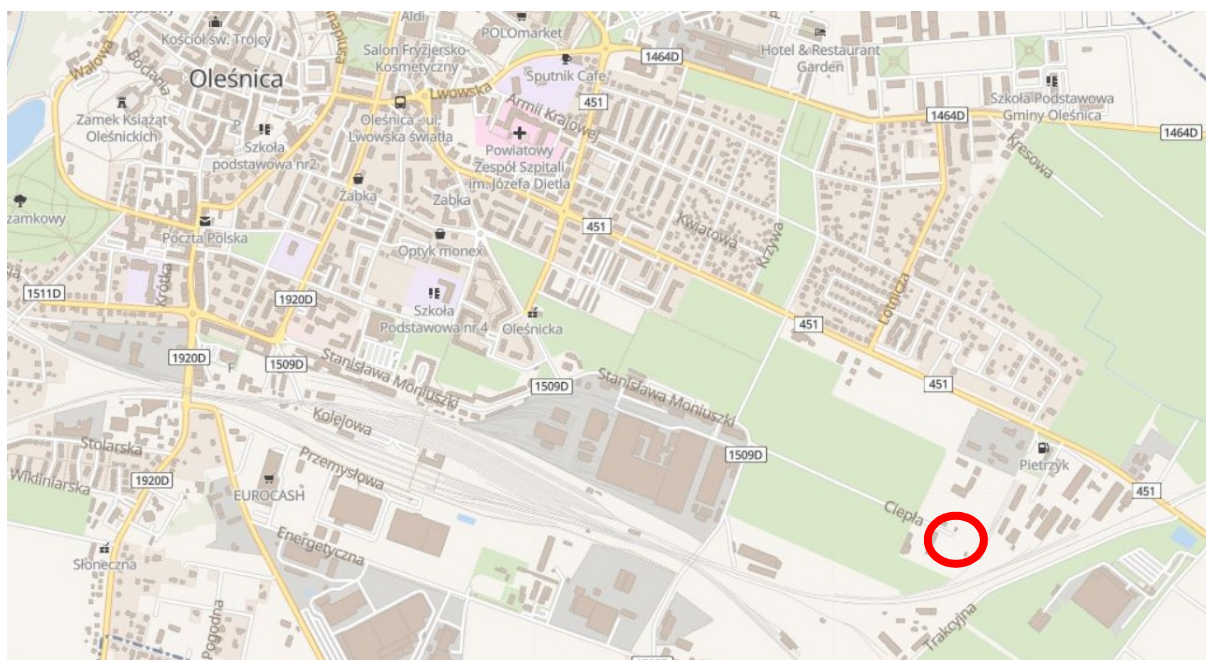 Aldi
POLOmarket
Kościół św. Trójcy
Salon Fryzjersko-
Kosmetyczny
Hotel & Restaurant
Garden
1464D
Wałowa
Bociana
Oleśnica
Sputnik Cafe
Szkoła Podstawowa
Gminy Oleśnica
Lwowska
451
Armii Krajowej
Zamek Książąt
Oleśnickich
P
Oleśnica - ul.
Lwowska światła
1464D
1464D
Kresowa
Szkoła
podstawowa nr2
Powiatowy
Zespół Szpitali
im. Józefa Dietla
Żabka
Żabka
zamkowy
Poczta Polska
451
Kwiatowa
Krzywa
Optyk monex
Krótka
1511D
1920D
Szkoła
Podstawowa nr 4
Oleśnicka
451
Łotnicza
1920D
1509D
F
Stanisława Moniuszki
1509D
Stanisława Moniuszki
451
Kolejowa
Stolarska
Przemysłowa
1509D
Pietrzyk
Wikliniarska
1920D
EUROCASH
451
Ciepła
Energetyczna
Słoneczna
Pogodna
Trakcyjna